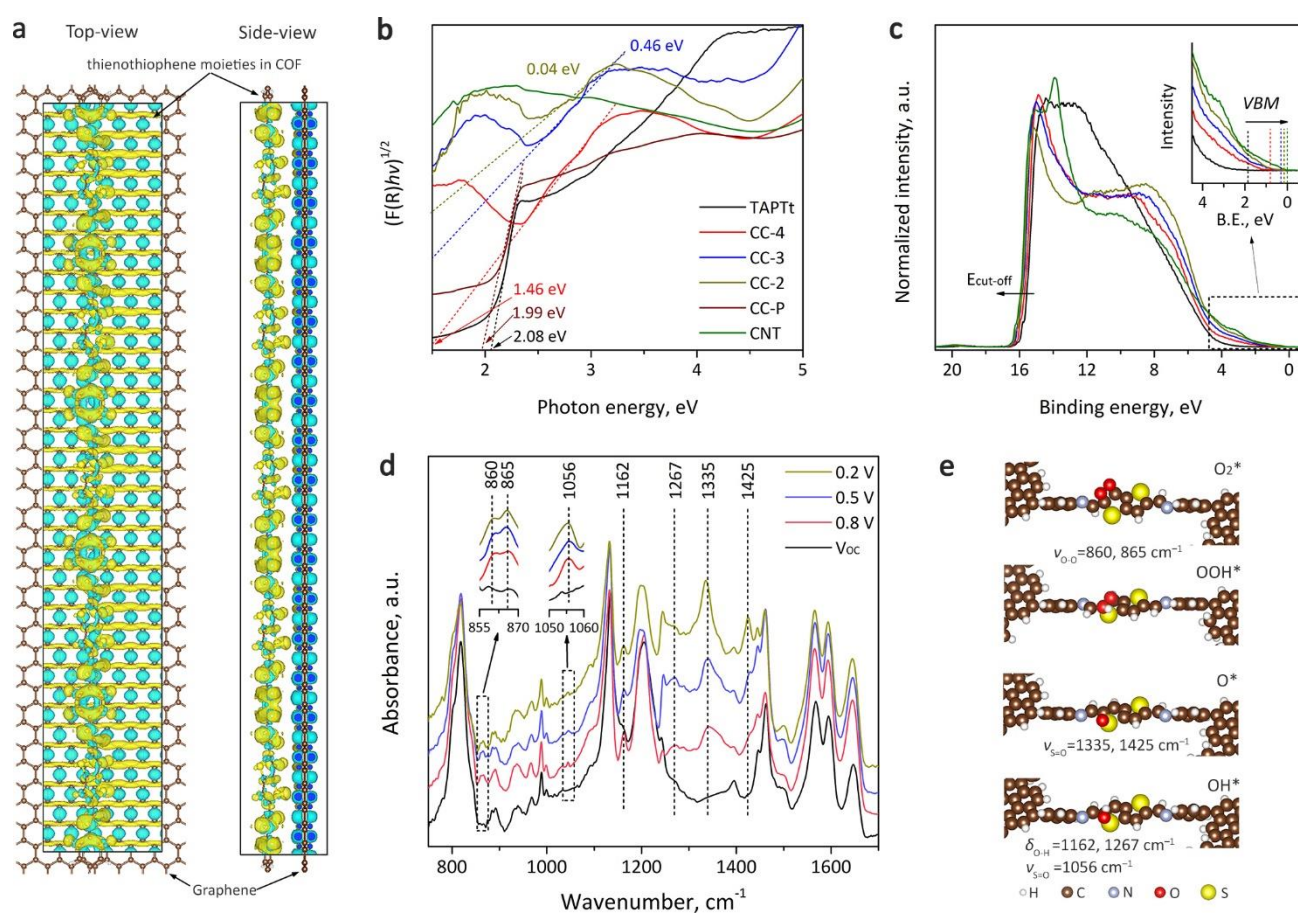 a
Top-view
Side-view
thienothiophene moieties in COF
Graphene
b
(F(R)hν)^1/2
0.46 eV
0.04 eV
1.46 eV
1.99 eV
2.08 eV
TAPTt
CC-4
CC-3
CC-2
CC-P
CNT
2 3 4 5
Photon energy, eV
c
Normalized intensity, a.u.
Intensity
VBM
4 2 0
B.E., eV
Ecut-off
20 16 12 8 4 0
Binding energy, eV
d
Absorbance, a.u.
860
865
1056
1162
1267
1335
1425
0.2 V
0.5 V
0.8 V
Voc
855 870
1050 1060
800 1000 1200 1400 1600
Wavenumber, cm⁻¹
e
O2*
νO-O=860, 865 cm⁻¹
OOH*
O*
νS=O=1335, 1425 cm⁻¹
OH*
δO-H=1162, 1267 cm⁻¹
νS=O=1056 cm⁻¹
H C N O S